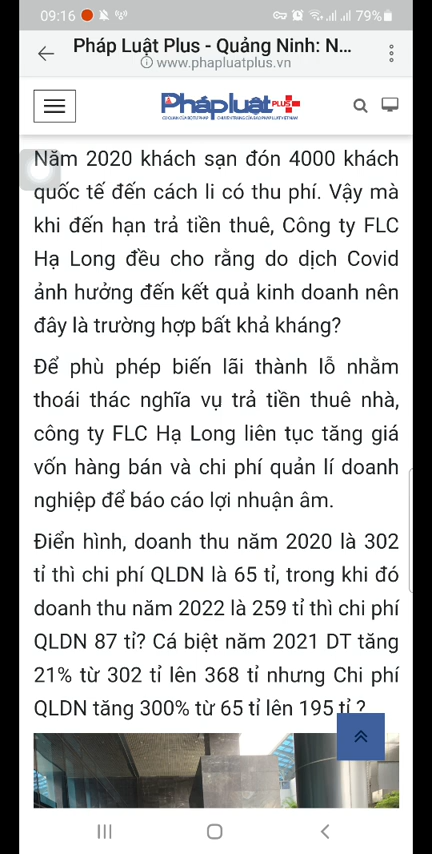 09:16
79%
Pháp Luật Plus - Quảng Ninh: N...
www.phapluatplus.vn
Phápluật PLUS
Năm 2020 khách sạn đón 4000 khách
quốc tế đến cách li có thu phí. Vậy mà
khi đến hạn trả tiền thuê, Công ty FLC
Hạ Long đều cho rằng do dịch Covid
ảnh hưởng đến kết quả kinh doanh nên
đây là trường hợp bất khả kháng?
Để phù phép biến lãi thành lỗ nhằm
thoái thác nghĩa vụ trả tiền thuê nhà,
công ty FLC Hạ Long liên tục tăng giá
vốn hàng bán và chi phí quản lí doanh
nghiệp để báo cáo lợi nhuận âm.
Điển hình, doanh thu năm 2020 là 302
tỉ thì chi phí QLDN là 65 tỉ, trong khi đó
doanh thu năm 2022 là 259 tỉ thì chi phí
QLDN 87 tỉ? Cá biệt năm 2021 DT tăng
21% từ 302 tỉ lên 368 tỉ nhưng Chi phí
QLDN tăng 300% từ 65 tỉ lên 195 tỉ ?